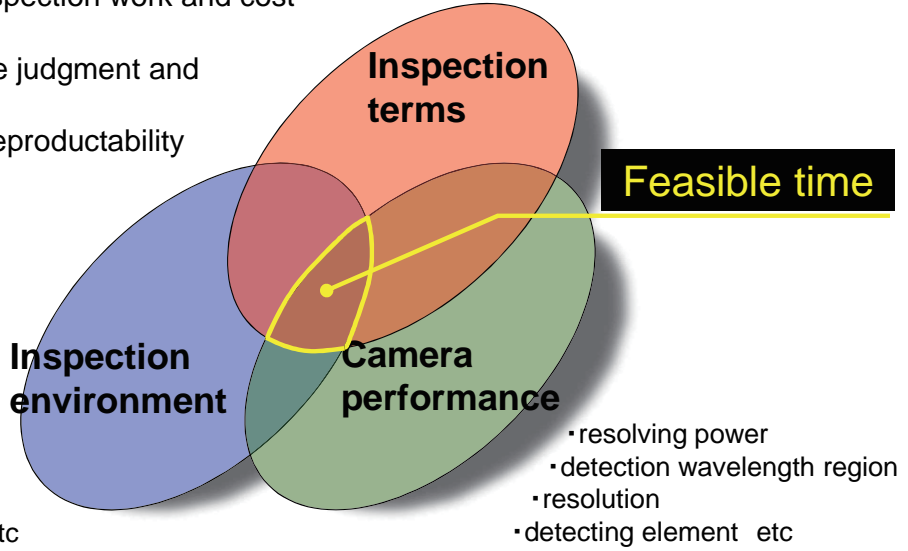 spection work and cost
e judgment and
eproductability
Inspection
terms
Feasible time
Inspection
environment
Camera
performance
・resolving power
・detection wavelength region
・resolution
・detecting element etc
tc